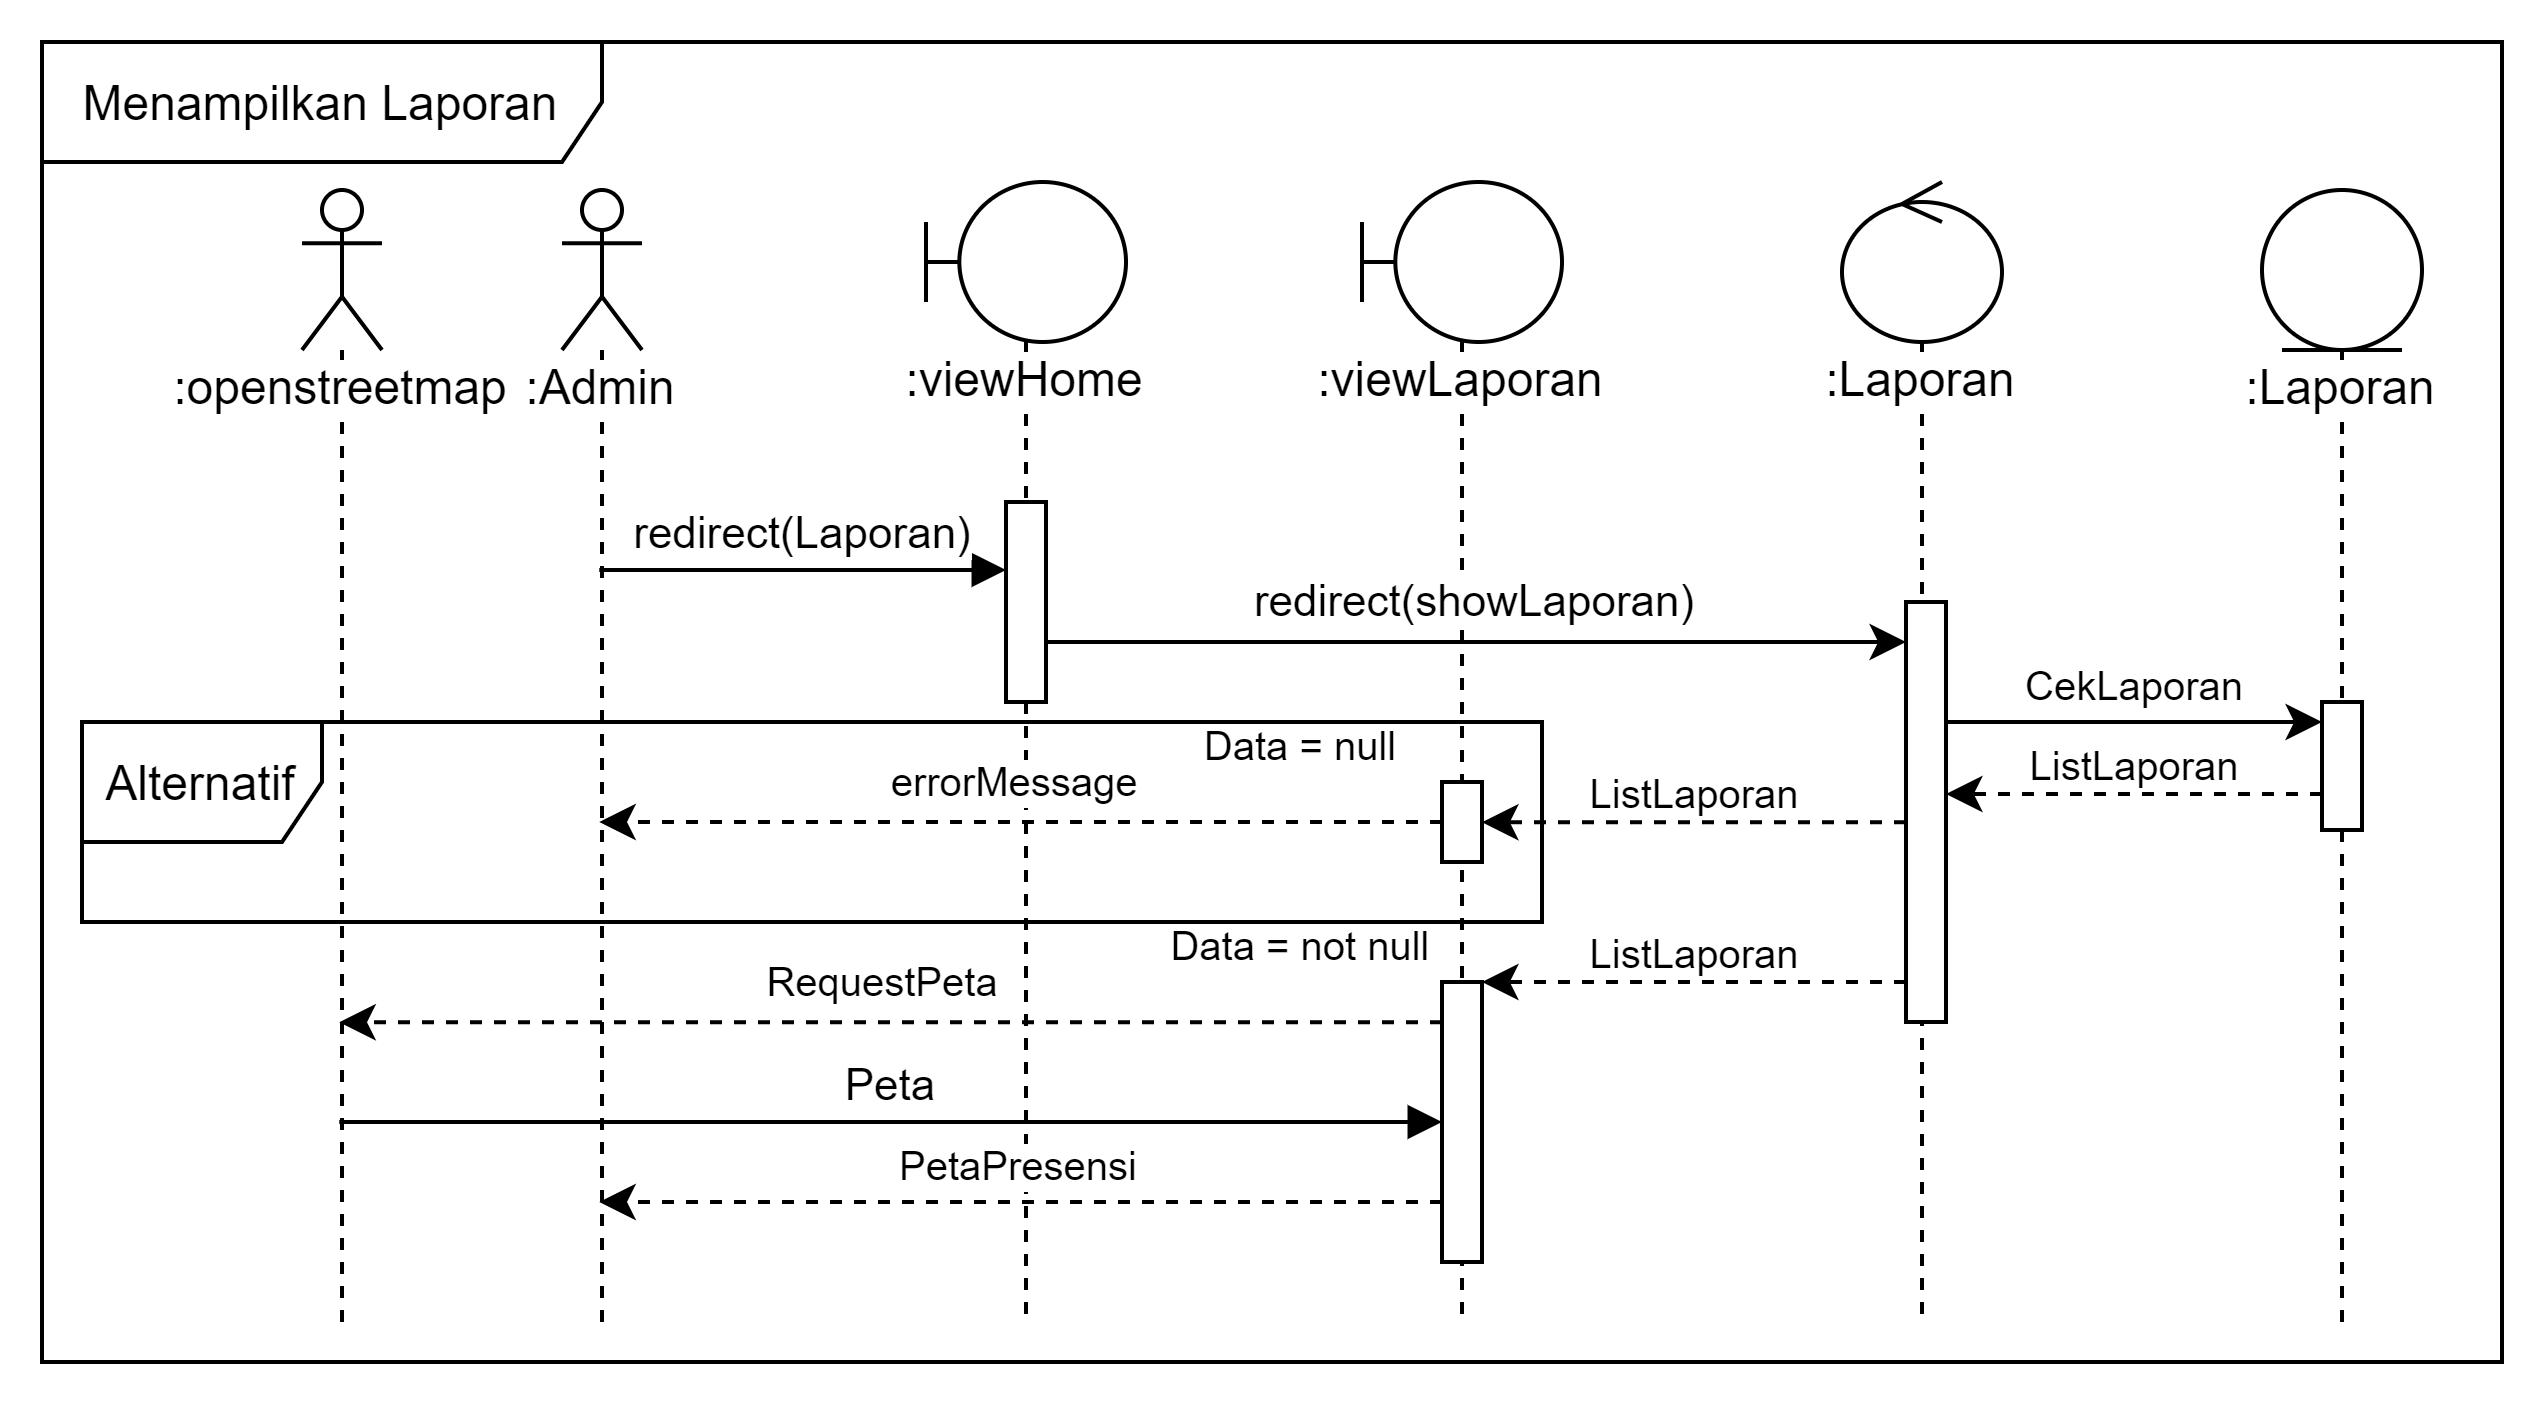 Menampilkan Laporan
:openstreetmap
:Admin
:viewHome
:viewLaporan
:Laporan
:Laporan
redirect(Laporan)
redirect(showLaporan)
CekLaporan
Data = null
ListLaporan
Alternatif
errorMessage
ListLaporan
Data = not null
ListLaporan
RequestPeta
Peta
PetaPresensi